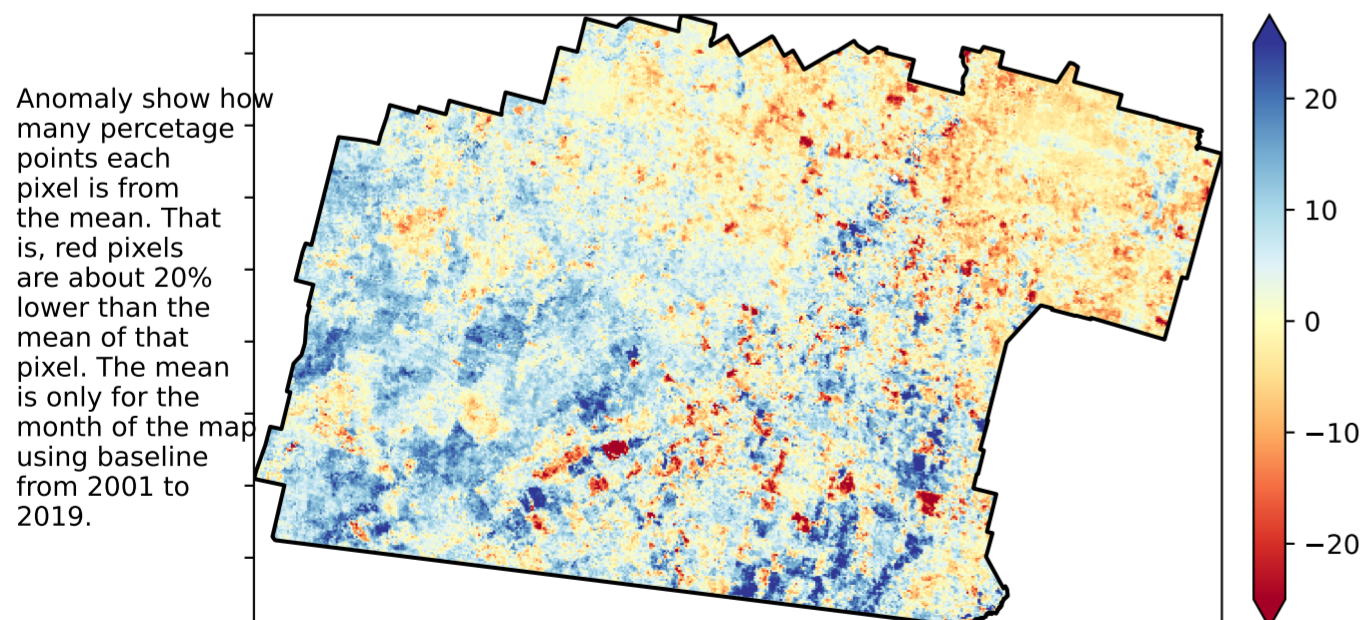 Anomaly show how
many percetage
points each
pixel is from
the mean. That
is, red pixels
are about 20%
lower than the
mean of that
pixel. The mean
is only for the
month of the map
using baseline
from 2001 to
2019.
20
10
0
−10
−20